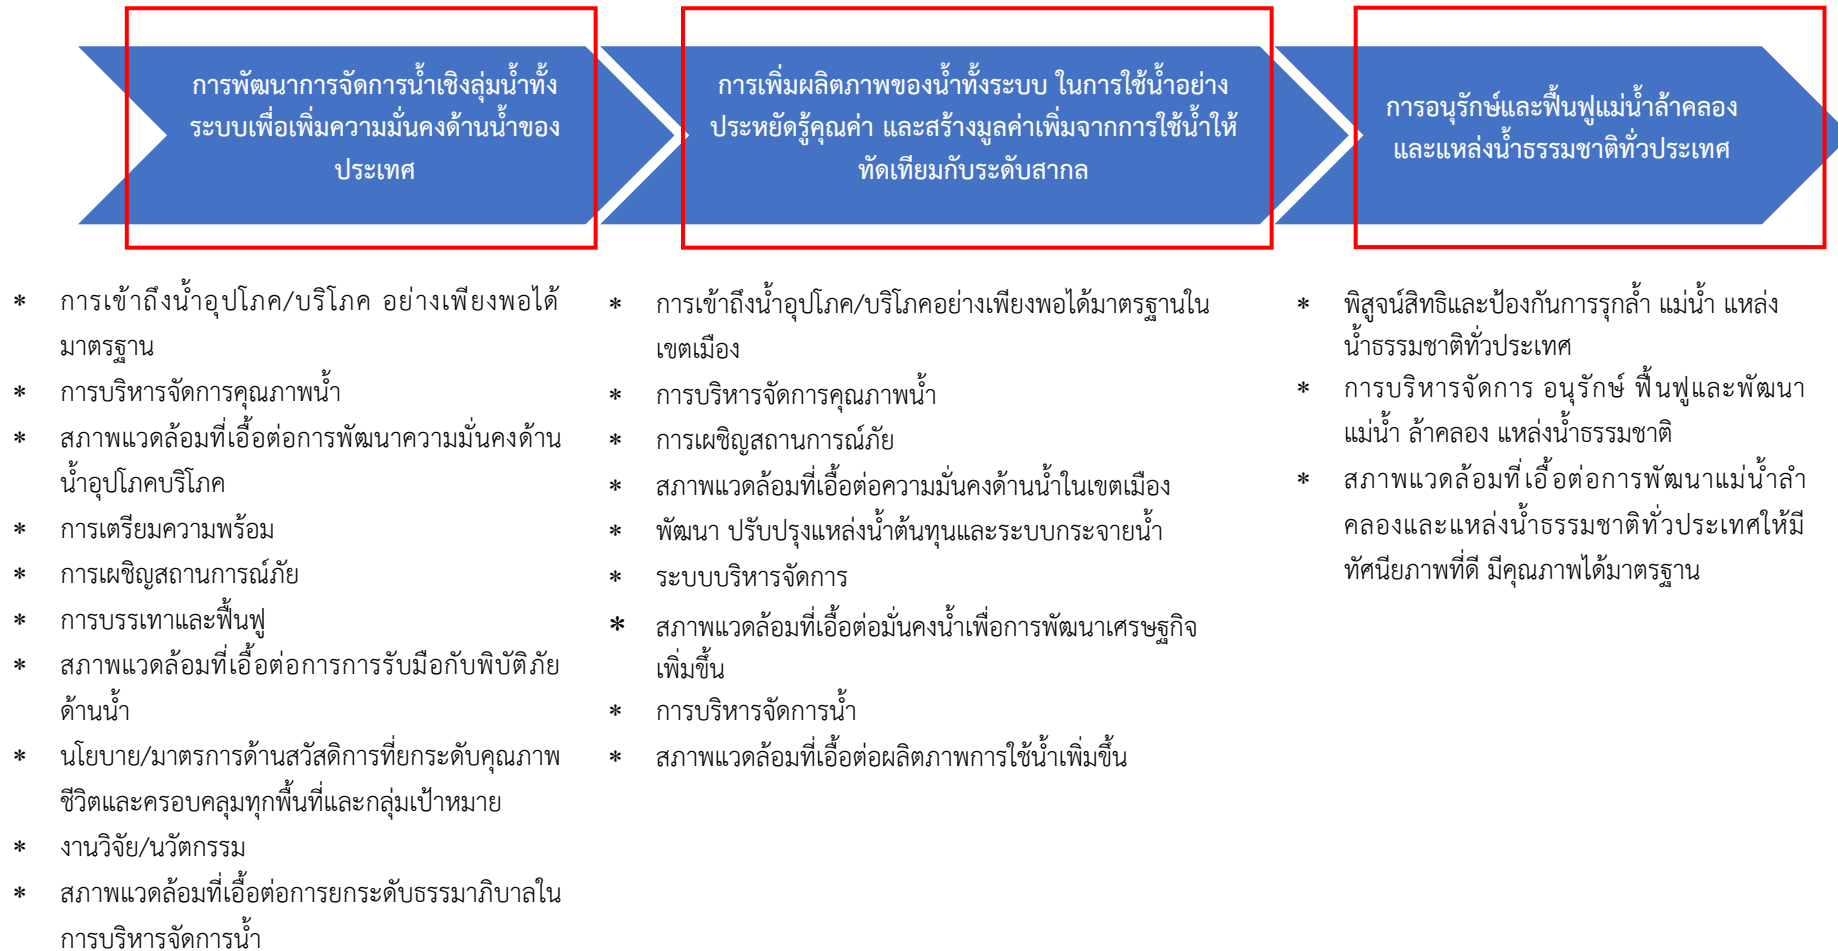 การพัฒนาการจัดการน้ำเชิงลุ่มน้ำทั้ง
ระบบเพื่อเพิ่มความมั่นคงด้านน้ำของ
ประเทศ
การเพิ่มผลิตภาพของน้ำทั้งระบบ ในการใช้น้ำอย่าง
ประหยัดรู้คุณค่า และสร้างมูลค่าเพิ่มจากการใช้น้ำให้
ทัดเทียมกับระดับสากล
การอนุรักษ์และฟื้นฟูแม่น้ำล้าคลอง
และแหล่งน้ำธรรมชาติทั่วประเทศ
* การเข้าถึงน้ำอุปโภค/บริโภค อย่างเพียงพอได้
มาตรฐาน
* การบริหารจัดการคุณภาพน้ำ
* สภาพแวดล้อมที่เอื้อต่อการพัฒนาความมั่นคงด้าน
น้ำอุปโภคบริโภค
* การเตรียมความพร้อม
* การเผชิญสถานการณ์ภัย
* การบรรเทาและฟื้นฟู
* สภาพแวดล้อมที่เอื้อต่อการการรับมือกับพิบัติภัย
ด้านน้ำ
* นโยบาย/มาตรการด้านสวัสดิการที่ยกระดับคุณภาพ
ชีวิตและครอบคลุมทุกพื้นที่และกลุ่มเป้าหมาย
* งานวิจัย/นวัตกรรม
* สภาพแวดล้อมที่เอื้อต่อการยกระดับธรรมาภิบาลใน
การบริหารจัดการน้ำ
* การเข้าถึงน้ำอุปโภค/บริโภคอย่างเพียงพอได้มาตรฐานใน
เขตเมือง
* การบริหารจัดการคุณภาพน้ำ
* การเผชิญสถานการณ์ภัย
* สภาพแวดล้อมที่เอื้อต่อความมั่นคงด้านน้ำในเขตเมือง
* พัฒนา ปรับปรุงแหล่งน้ำต้นทุนและระบบกระจายน้ำ
* ระบบบริหารจัดการ
* สภาพแวดล้อมที่เอื้อต่อมั่นคงน้ำเพื่อการพัฒนาเศรษฐกิจ
เพิ่มขึ้น
* การบริหารจัดการน้ำ
* สภาพแวดล้อมที่เอื้อต่อผลิตภาพการใช้น้ำเพิ่มขึ้น
* พิสูจน์สิทธิและป้องกันการรุกล้ำ แม่น้ำ แหล่ง
น้ำธรรมชาติทั่วประเทศ
* การบริหารจัดการ อนุรักษ์ ฟื้นฟูและพัฒนา
แม่น้ำ ล้าคลอง แหล่งน้ำธรรมชาติ
* สภาพแวดล้อมที่เอื้อต่อการพัฒนาแม่น้ำลำ
คลองและแหล่งน้ำธรรมชาติทั่วประเทศให้มี
ทัศนียภาพที่ดี มีคุณภาพได้มาตรฐาน